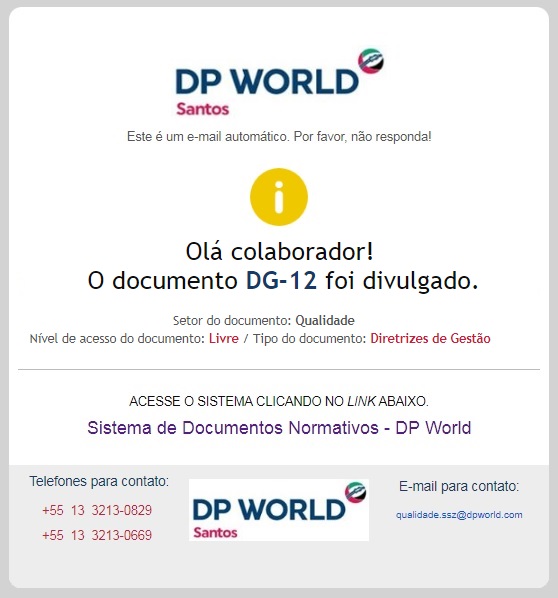 DP WORLD
Santos
Este é um e-mail automático. Por favor, não responda!
i
Olá colaborador!
O documento DG-12 foi divulgado.
Setor do documento: Qualidade
Nível de acesso do documento: Livre / Tipo do documento: Diretrizes de Gestão
ACESSE O SISTEMA CLICANDO NO LINK ABAIXO.
Sistema de Documentos Normativos - DP World
Telefones para contato:
+55 13 3213-0829
+55 13 3213-0669
DP WORLD
Santos
E-mail para contato:
qualidade.ssz@dpworld.com